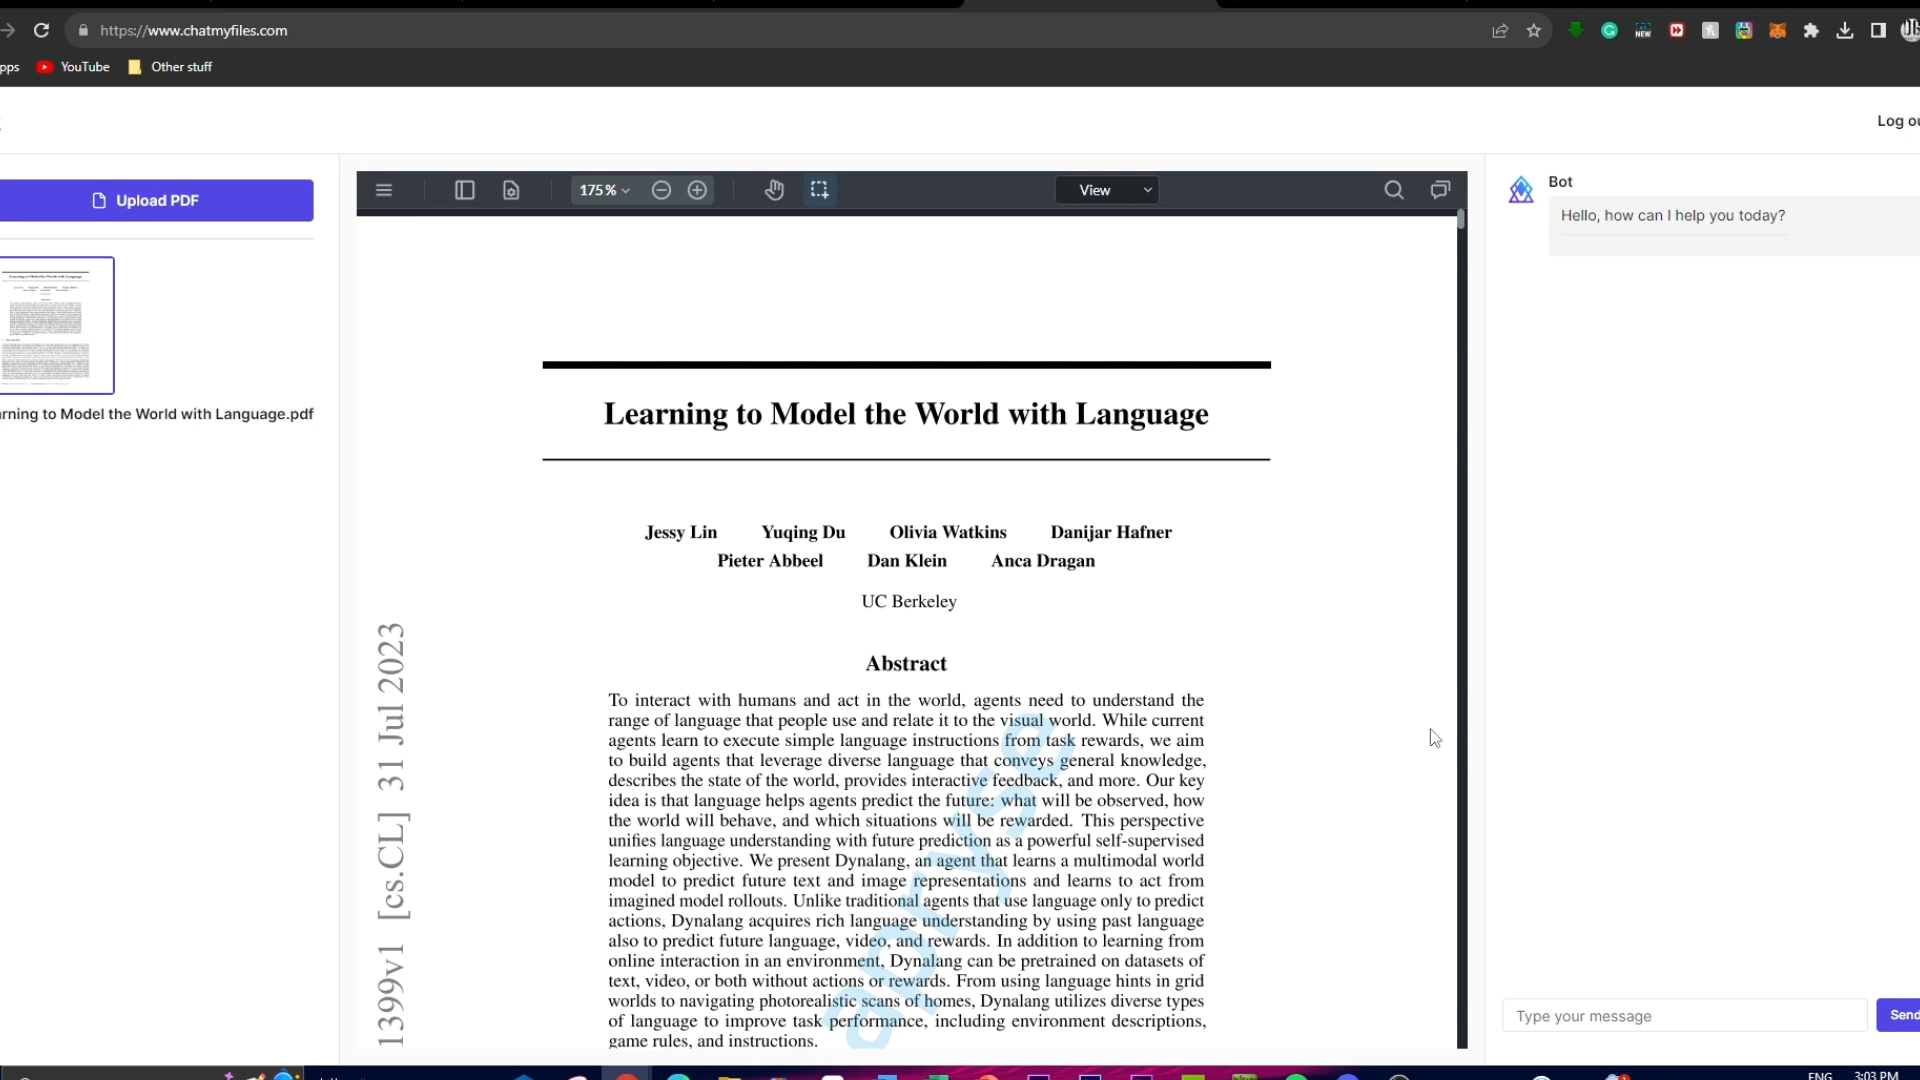 https://www.chatmyfiles.com
pps YouTube Other stuff
Log ou
Upload PDF
175%
View
Bot
Hello, how can I help you today?
rning to Model the World with Language.pdf
Learning to Model the World with Language
Jessy Lin Yuqing Du Olivia Watkins Danijar Hafner
Pieter Abbeel Dan Klein Anca Dragan
UC Berkeley
Abstract
To interact with humans and act in the world, agents need to understand the
range of language that people use and relate it to the visual world. While current
agents learn to execute simple language instructions from task rewards, we aim
to build agents that leverage diverse language that conveys general knowledge,
describes the state of the world, provides interactive feedback, and more. Our key
idea is that language helps agents predict the future: what will be observed, how
the world will behave, and which situations will be rewarded. This perspective
unifies language understanding with future prediction as a powerful self-supervised
learning objective. We present Dynalang, an agent that learns a multimodal world
model to predict future text and image representations and learns to act from
imagined model rollouts. Unlike traditional agents that use language only to predict
actions, Dynalang acquires rich language understanding by using past language
also to predict future language, video, and rewards. In addition to learning from
online interaction in an environment, Dynalang can be pretrained on datasets of
text, video, or both without actions or rewards. From using language hints in grid
worlds to navigating photorealistic scans of homes, Dynalang utilizes diverse types
of language to improve task performance, including environment descriptions,
game rules, and instructions.
1399v1 [cs.CL] 31 Jul 2023
apryse
Type your message
Send
ENG 3:03 PM